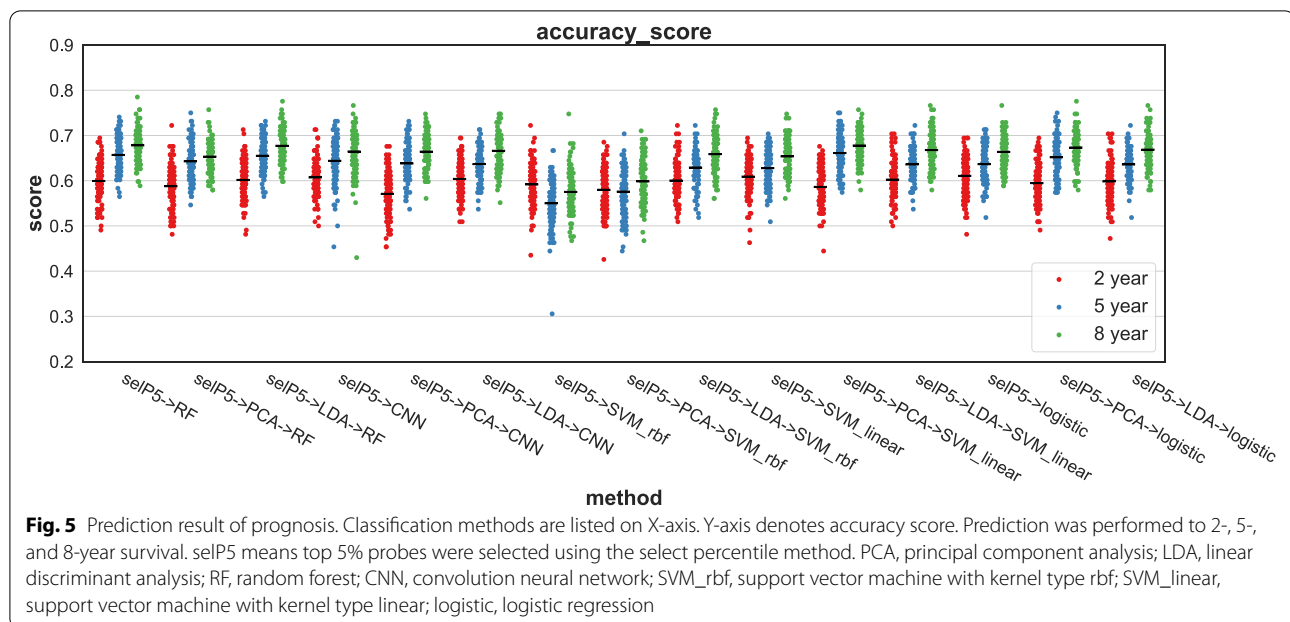 accuracy_score
0.9
0.8
0.7
0.6
0.5
0.4
0.3
0.2
score
2 year
5 year
8 year
selP5->RF
selP5->PCA->RF
selP5->LDA->RF
selP5->CNN
selP5->PCA->CNN
selP5->LDA->CNN
selP5->SVM_rbf
selP5->PCA->SVM_rbf
selP5->LDA->SVM_rbf
selP5->SVM_linear
selP5->PCA->SVM_linear
selP5->LDA->SVM_linear
selP5->logistic
selP5->PCA->logistic
selP5->LDA->logistic
method
Fig. 5 Prediction result of prognosis. Classification methods are listed on X-axis. Y-axis denotes accuracy score. Prediction was performed to 2-, 5-,
and 8-year survival. selP5 means top 5% probes were selected using the select percentile method. PCA, principal component analysis; LDA, linear
discriminant analysis; RF, random forest; CNN, convolution neural network; SVM_rbf, support vector machine with kernel type rbf; SVM_linear,
support vector machine with kernel type linear; logistic, logistic regression